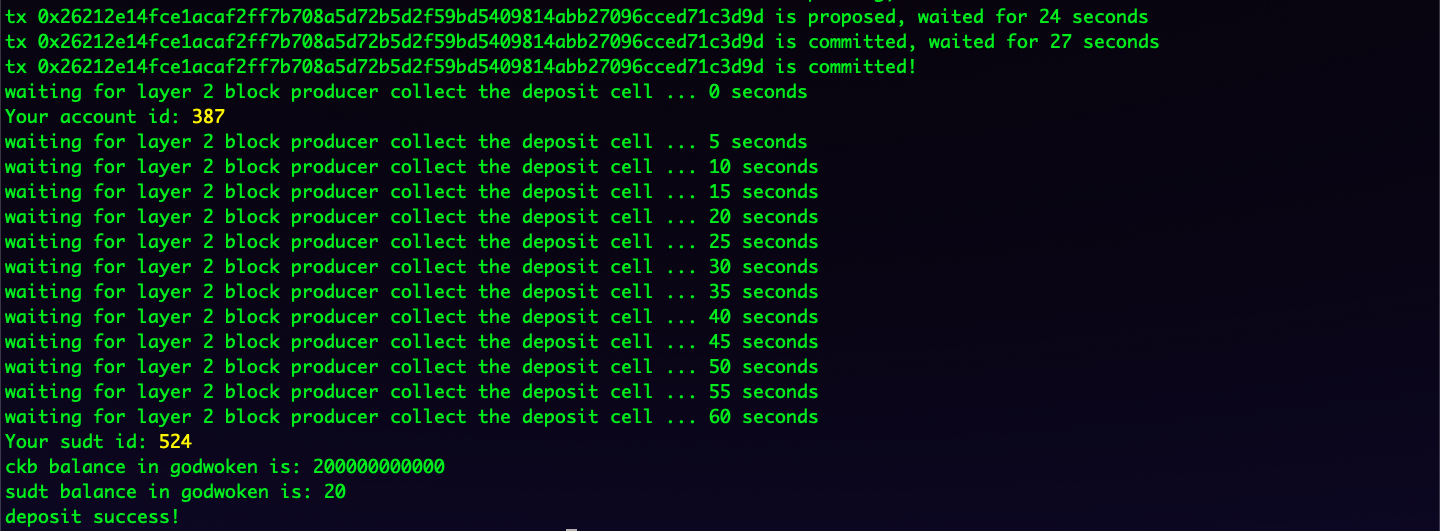 tx 0x26212e14fce1acaf2ff7b708a5d72b5d2f59bd5409814abb27096cced71c3d9d is proposed, waited for 24 seconds
tx 0x26212e14fce1acaf2ff7b708a5d72b5d2f59bd5409814abb27096cced71c3d9d is committed, waited for 27 seconds
tx 0x26212e14fce1acaf2ff7b708a5d72b5d2f59bd5409814abb27096cced71c3d9d is committed!
waiting for layer 2 block producer collect the deposit cell ... 0 seconds
Your account id: 387
waiting for layer 2 block producer collect the deposit cell ... 5 seconds
waiting for layer 2 block producer collect the deposit cell ... 10 seconds
waiting for layer 2 block producer collect the deposit cell ... 15 seconds
waiting for layer 2 block producer collect the deposit cell ... 20 seconds
waiting for layer 2 block producer collect the deposit cell ... 25 seconds
waiting for layer 2 block producer collect the deposit cell ... 30 seconds
waiting for layer 2 block producer collect the deposit cell ... 35 seconds
waiting for layer 2 block producer collect the deposit cell ... 40 seconds
waiting for layer 2 block producer collect the deposit cell ... 45 seconds
waiting for layer 2 block producer collect the deposit cell ... 50 seconds
waiting for layer 2 block producer collect the deposit cell ... 55 seconds
waiting for layer 2 block producer collect the deposit cell ... 60 seconds
Your sudt id: 524
ckb balance in godwoken is: 200000000000
sudt balance in godwoken is: 20
deposit success!